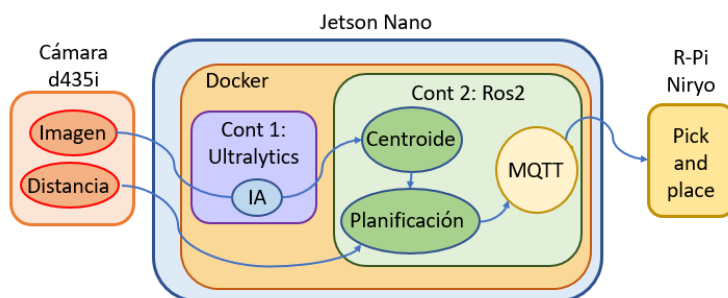 Jetson Nano
Cámara
d435i
Imagen
Distancia
Docker
Cont 1:
Ultralytics
IA
Cont 2: Ros2
Centroide
Planificación
MQTT
R-Pi
Niryo
Pick
and
place